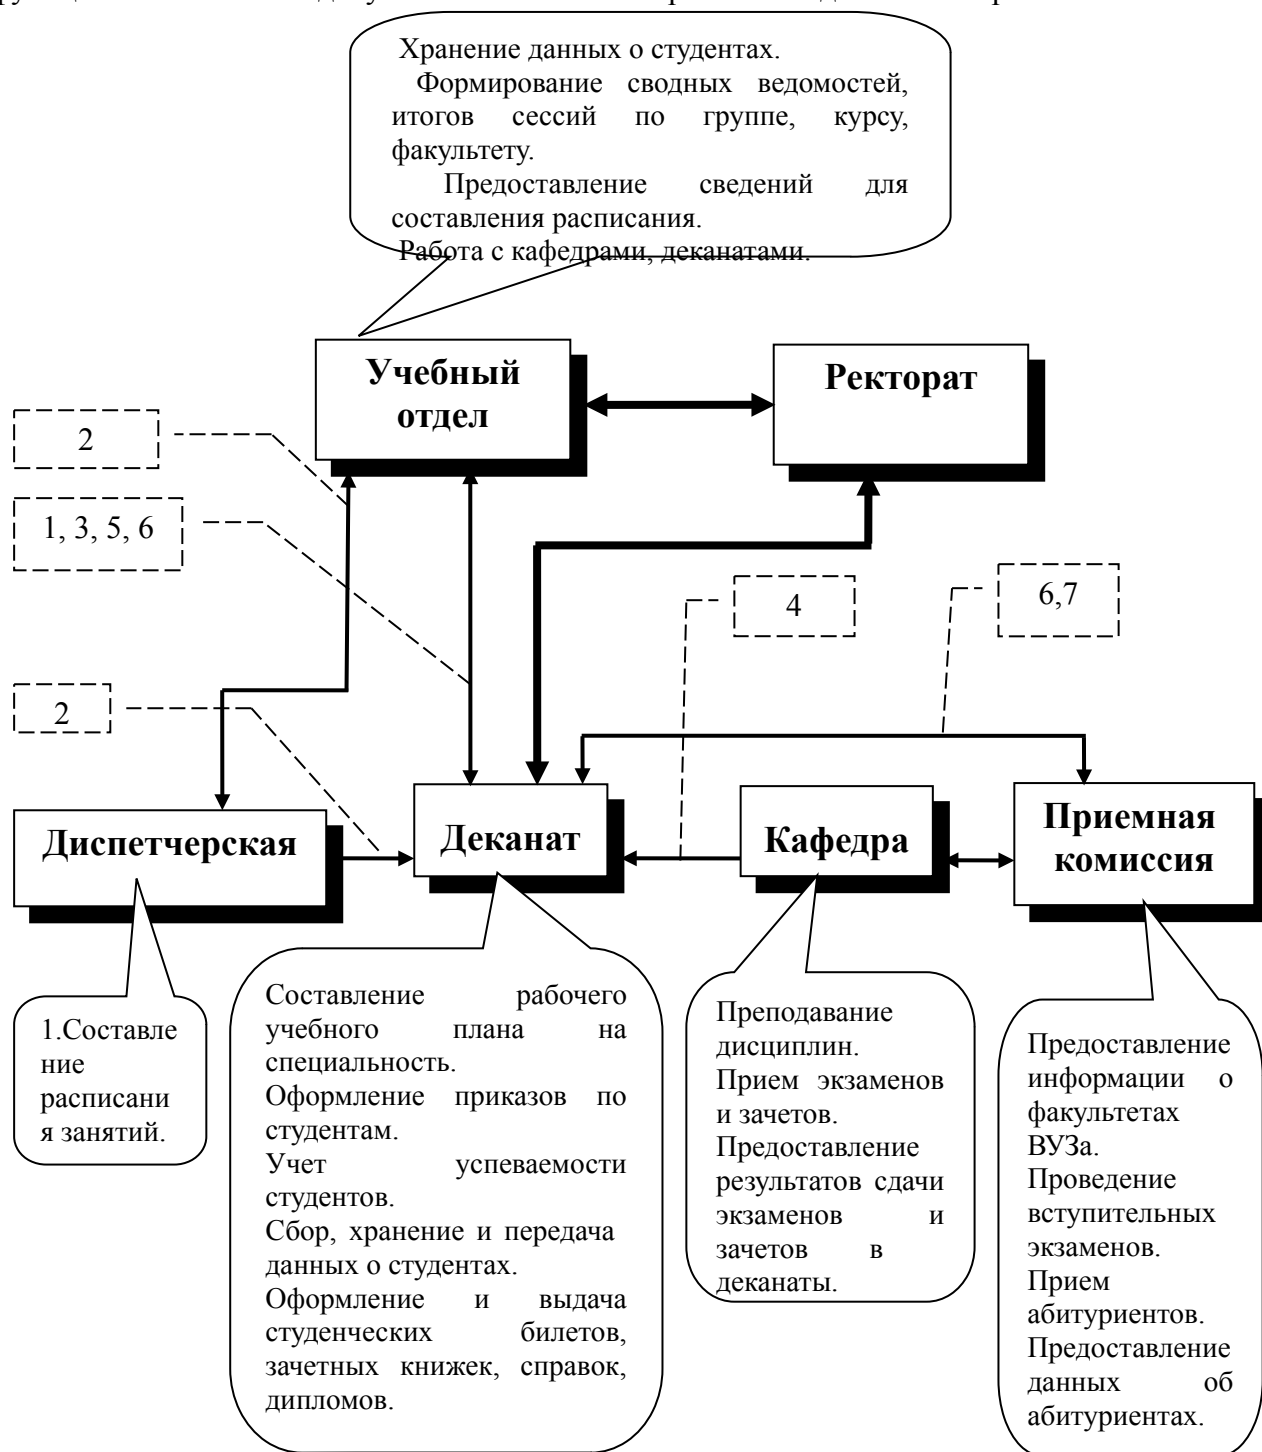 Хранение данных о студентах.
Формирование сводных ведомостей,
итогов сессий по группе, курсу,
факультету.
Предоставление сведений для
составления расписания.
Работа с кафедрами, деканатами.
Учебный
отдел
Ректорат
2
1, 3, 5, 6
4
6,7
2
Диспетчерская
Деканат
Кафедра
Приемная
комиссия
1.Составле
ние
расписани
я занятий.
Составление рабочего
учебного плана на
специальность.
Оформление приказов по
студентам.
Учет успеваемости
студентов.
Сбор, хранение и передача
данных о студентах.
Оформление и выдача
студенческих билетов,
зачетных книжек, справок,
дипломов.
Преподавание
дисциплин.
Прием экзаменов
и зачетов.
Предоставление
результатов сдачи
экзаменов и
зачетов в
деканаты.
Предоставление
информации о
факультетах
ВУЗа.
Проведение
вступительных
экзаменов.
Прием
абитуриентов.
Предоставление
данных об
абитуриентах.